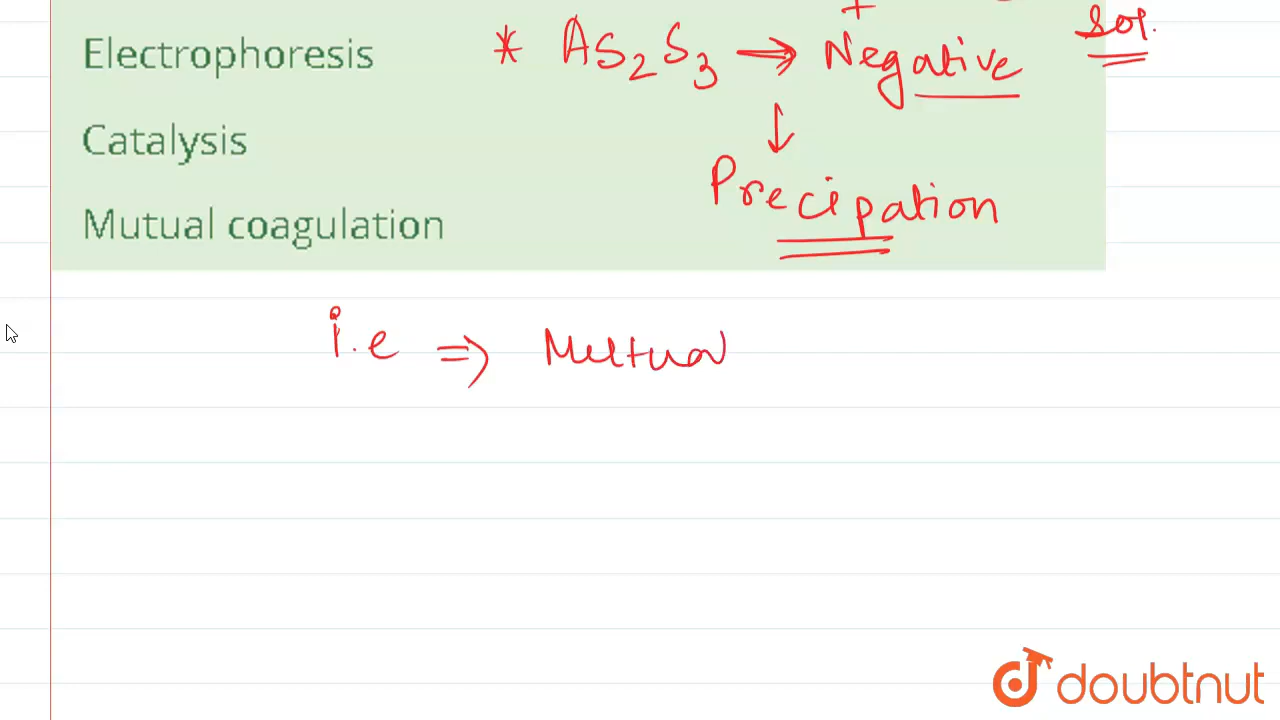 +
Sol.
Electrophoresis
* AS2S3 → Negative
Catalysis
↓
Precipation
Mutual coagulation
i.e ⇒ Mutual
doubtnut